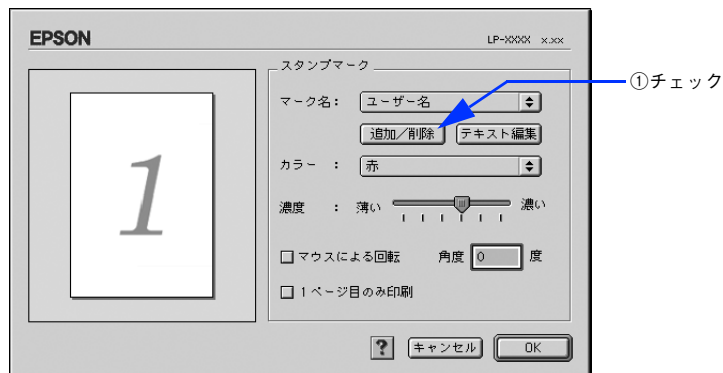 EPSON
LP-XXXX x.xx
スタンプマーク
マーク名： ユーザー名
①チェック
追加／削除 テキスト編集
カラー ： 赤
濃度 ： 薄い 濃い
マウスによる回転 角度 0 度
1ページ目のみ印刷
1
? キャンセル OK